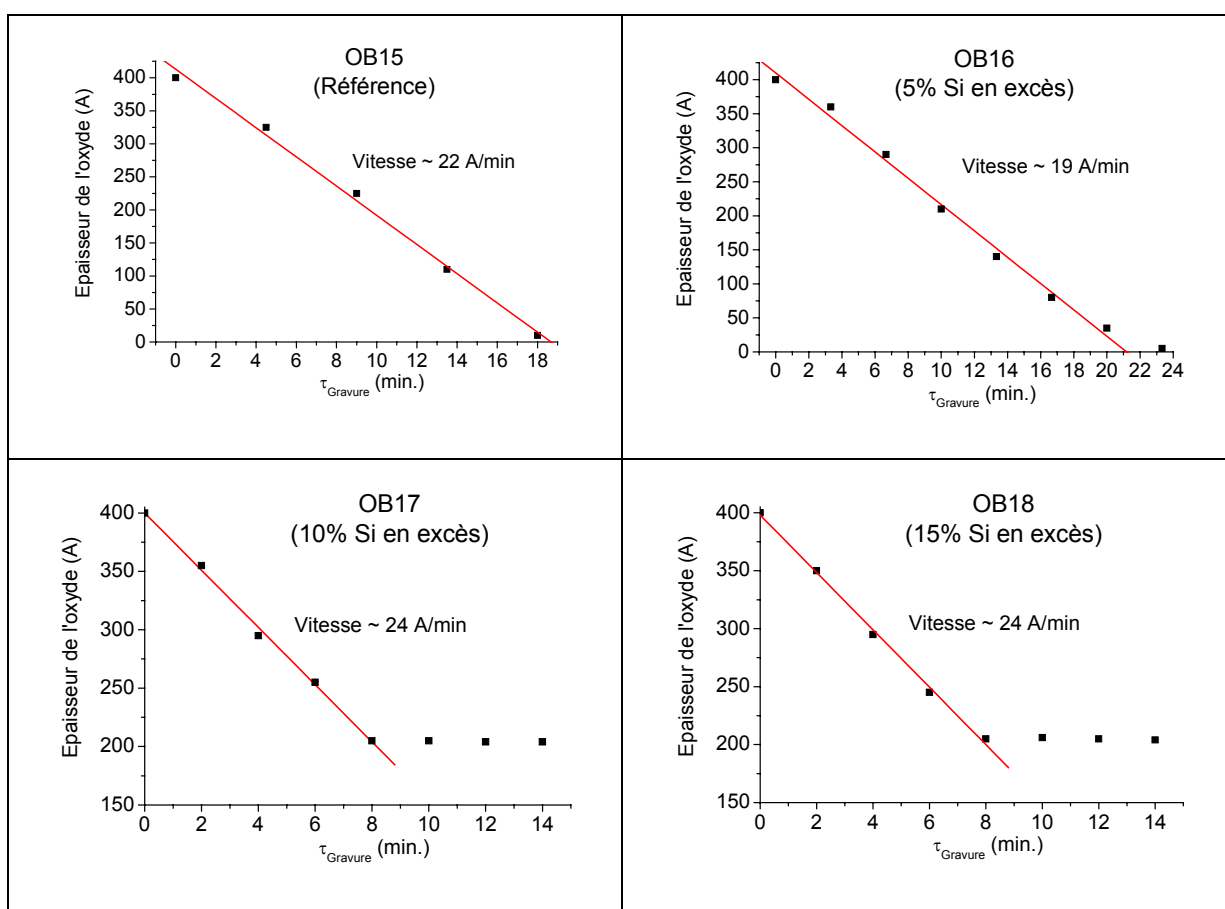 OB15
(Référence)
Vitesse ~ 22 A/min
Epaisseur de l'oxyde (A)
400
350
300
250
200
150
100
50
0
0 2 4 6 8 10 12 14 16 18
τGravure (min.)
OB16
(5% Si en excès)
Vitesse ~ 19 A/min
Epaisseur de l'oxyde (A)
400
350
300
250
200
150
100
50
0
0 2 4 6 8 10 12 14 16 18 20 22 24
τGravure (min.)
OB17
(10% Si en excès)
Vitesse ~ 24 A/min
Epaisseur de l'oxyde (A)
400
350
300
250
200
150
0 2 4 6 8 10 12 14
τGravure (min.)
OB18
(15% Si en excès)
Vitesse ~ 24 A/min
Epaisseur de l'oxyde (A)
400
350
300
250
200
150
0 2 4 6 8 10 12 14
τGravure (min.)